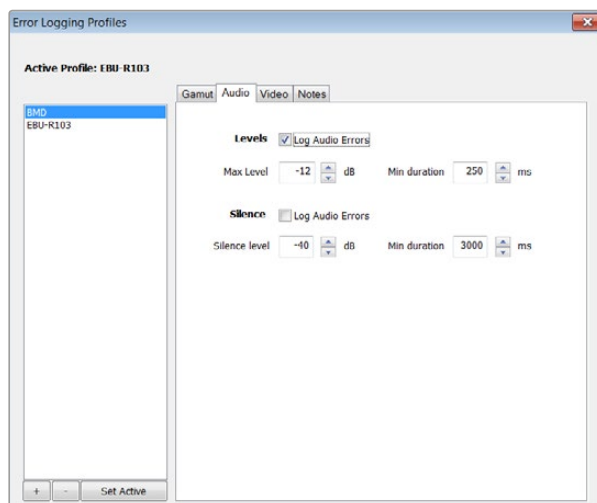 Error Logging Profiles
Active Profile: EBU-R103
BMD
EBU-R103
Gamut Audio Video Notes
Levels Log Audio Errors
Max Level -12 dB Min duration 250 ms
Silence Log Audio Errors
Silence level -40 dB Min duration 3000 ms
+ - Set Active